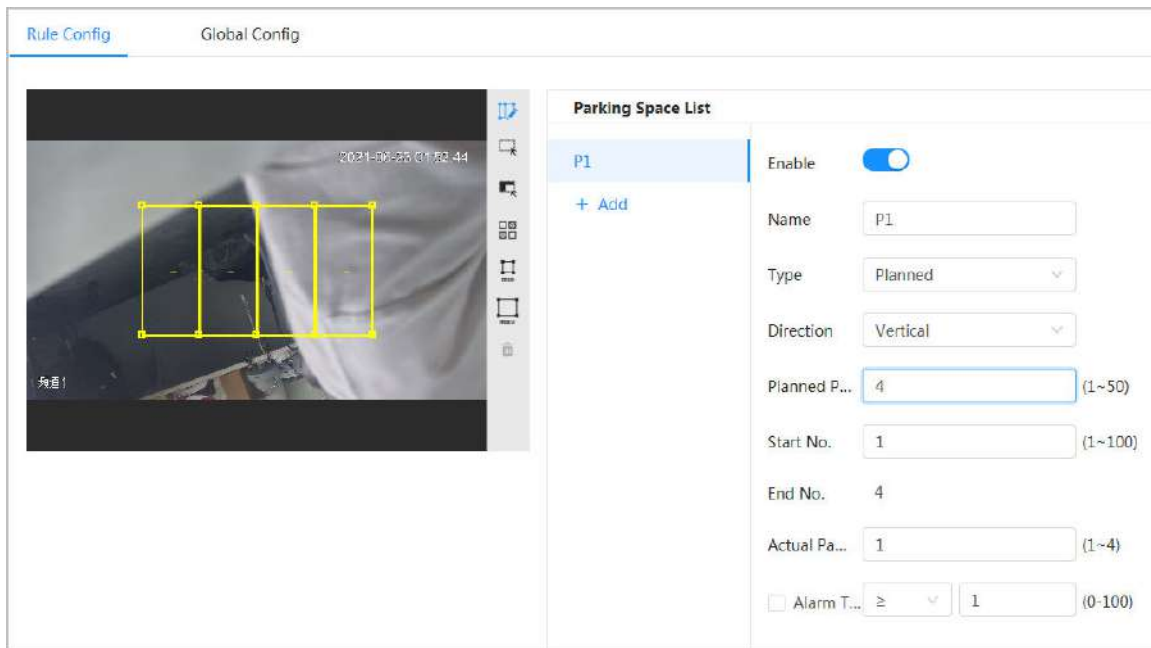 Rule Config
Global Config
Parking Space List
P1
+ Add
Enable
Name
P1
Type
Planned
Direction
Vertical
Planned P...
4
(1~50)
Start No.
1
(1~100)
End No.
4
Actual Pa...
1
(1~4)
Alarm T...
≥
1
(0-100)